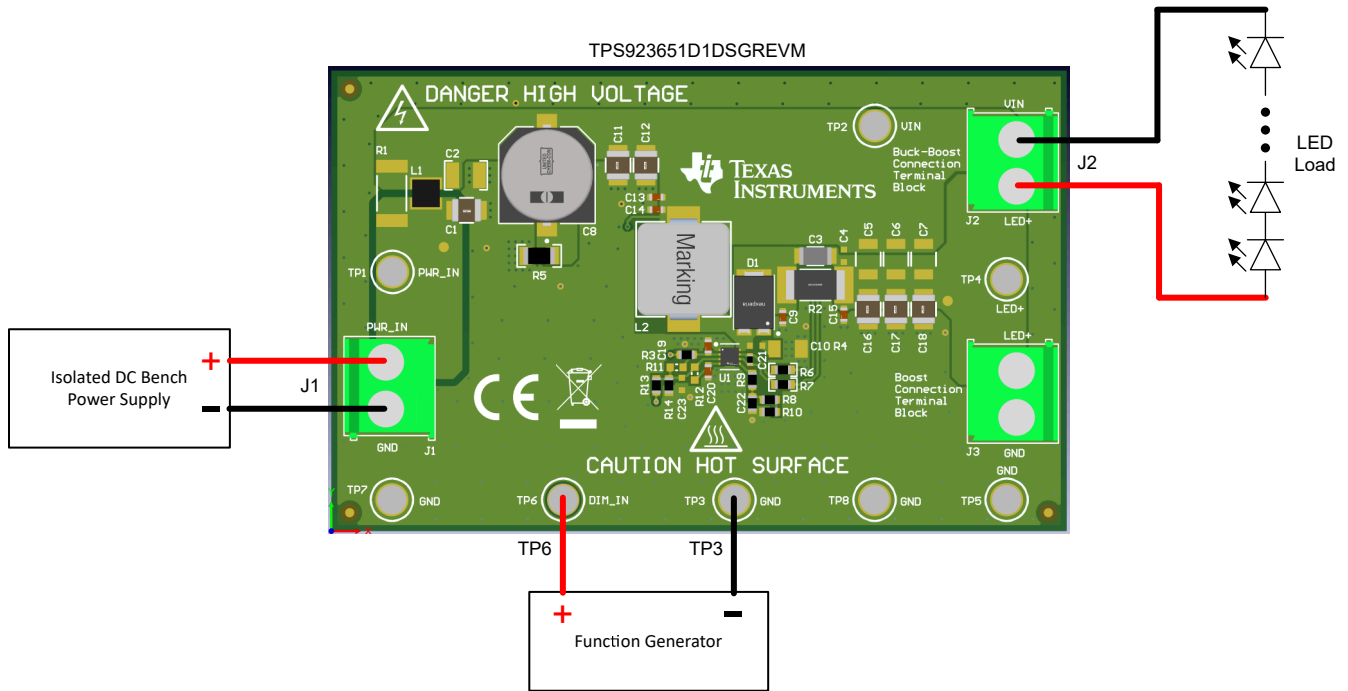 TPS923651D1DSGREVM
DANGER HIGH VOLTAGE
TP2
VIN
VIN
Buck-Boost
Connection
Terminal
Block
J2
LED+
J2
LED
Load
R1
L1
C2
C1
C11
C12
C8
R5
C13
C14
TEXAS
INSTRUMENTS
Marking
L2
D1
C3
C4
C5
C6
C7
R2
C9
C15
C16
C17
C18
TP1
PWR_IN
TP4
LED+
PWR_IN
J1
GND
J1
Isolated DC Bench
Power Supply
+
-
CE
R3
C19
R11
R13
R14
C23
R12
C20
U1
C21
C10
R4
R9
R6
R7
C22
R8
R10
LED+
Boost
Connection
Terminal
Block
J3
GND
CAUTION HOT SURFACE
TP7
GND
TP6
DIM_IN
TP3
GND
TP8
GND
GND
TP5
Y
X
TP6
TP3
+
-
Function Generator